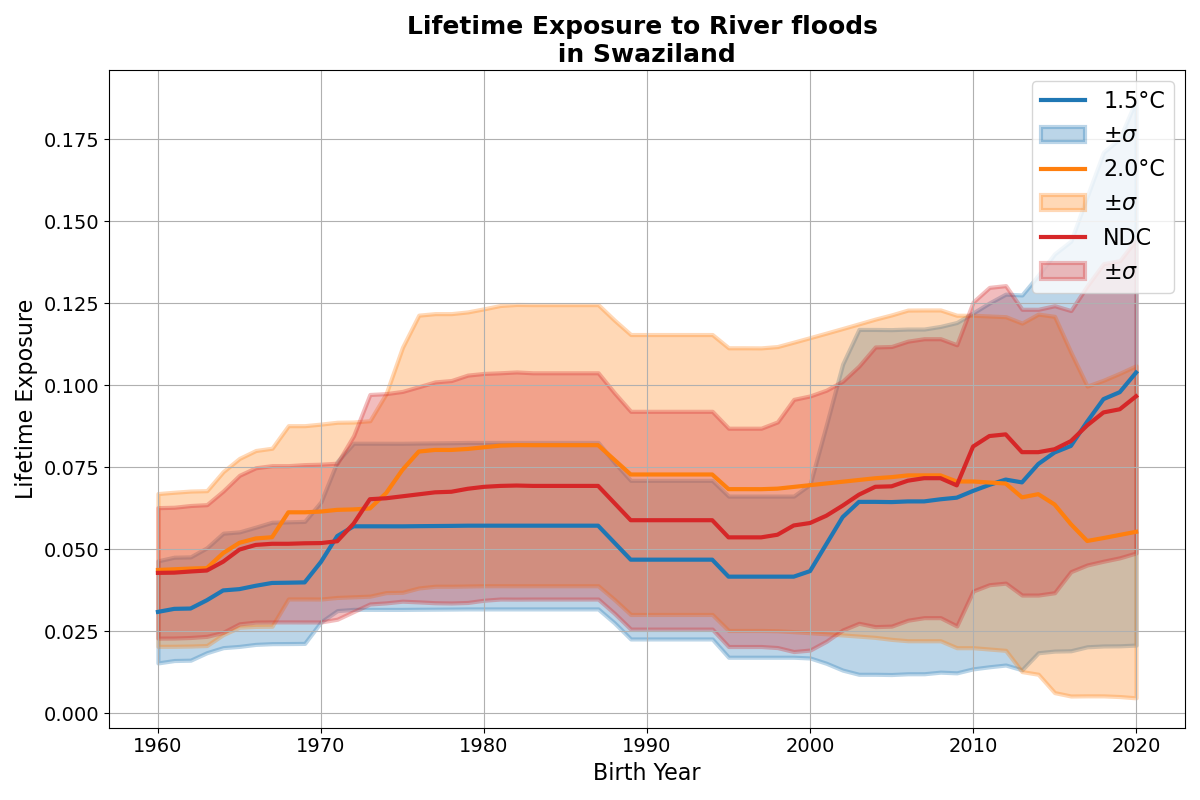 Lifetime Exposure to River floods
in Swaziland
Lifetime Exposure
0.175
0.150
0.125
0.100
0.075
0.050
0.025
0.000
1.5°C
±σ
2.0°C
±σ
NDC
±σ
1960 1970 1980 1990 2000 2010 2020
Birth Year